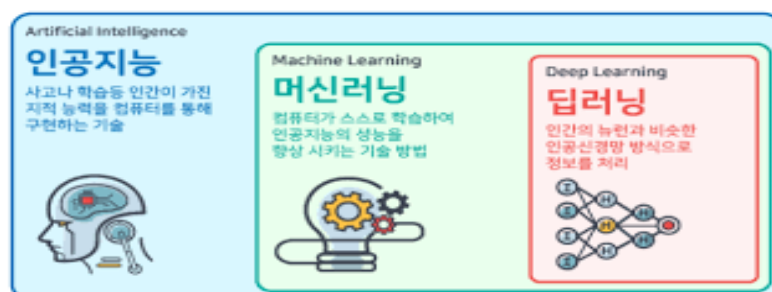 Artificial Intelligence
인공지능
사고나 학습등 인간이 가진
지적 능력을 컴퓨터를 통해
구현하는 기술
Machine Learning
머신러닝
컴퓨터가 스스로 학습하여
인공지능의 성능을
향상 시키는 기술 방법
Deep Learning
딥러닝
인간의 뉴런과 비슷한
인공신경망 방식으로
정보를 처리
I
I
I
I
H
H
H
H
H